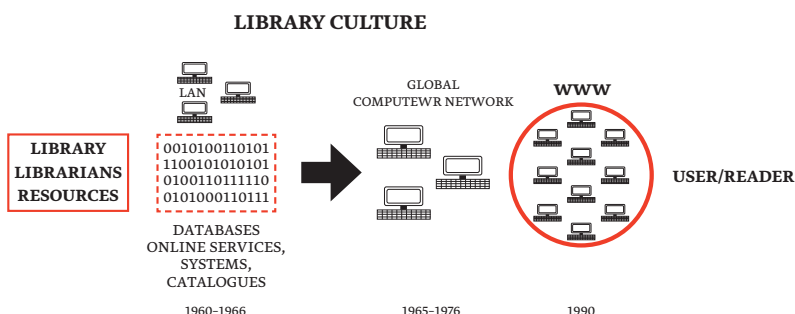 LIBRARY CULTURE
LAN
GLOBAL
COMPUTEWR NETWORK
WWW
LIBRARY
LIBRARIANS
RESOURCES
0010100110101
1100101010101
0100110111110
0101000110111
USER/READER
DATABASES
ONLINE SERVICES,
SYSTEMS,
CATALOGUES
1960–1966
1965–1976
1990